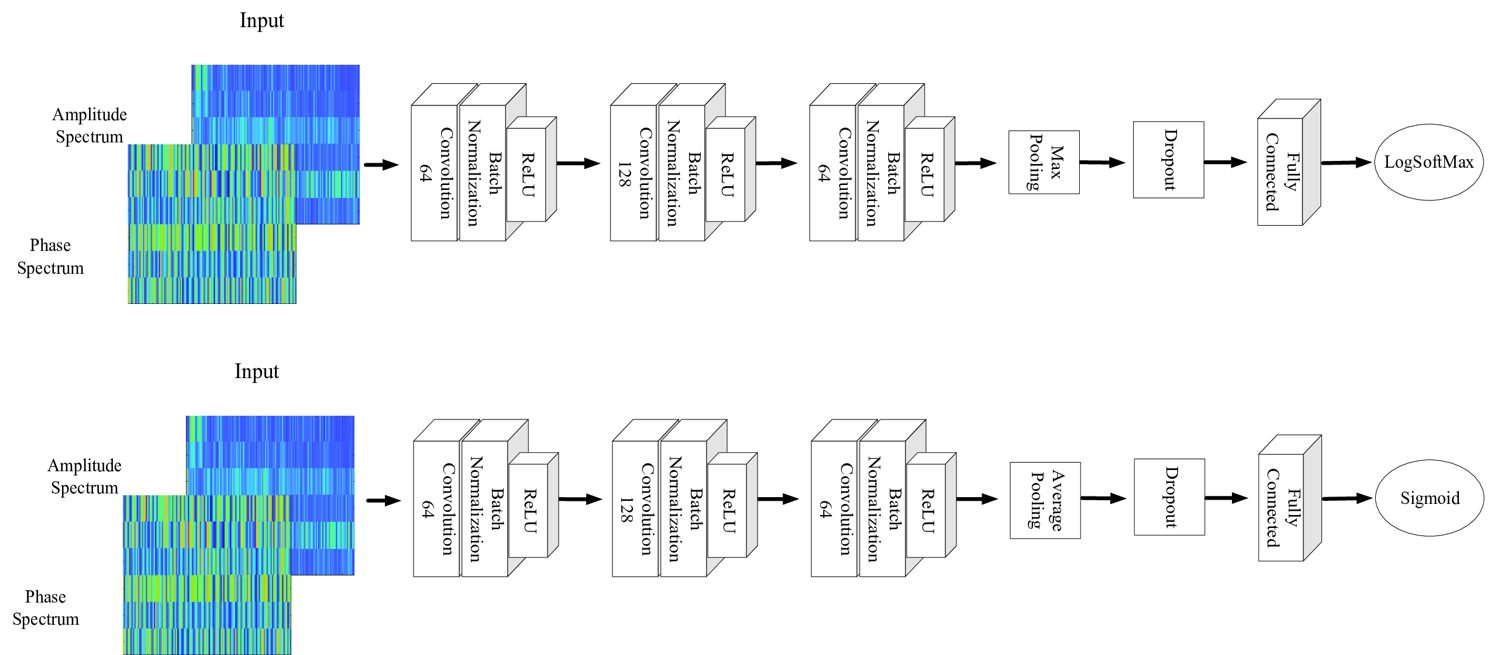 Input
Amplitude
Spectrum
Phase
Spectrum
Convolution
64
Batch
Normalization
ReLU
Convolution
128
Batch
Normalization
ReLU
Convolution
64
Batch
Normalization
ReLU
Max
Pooling
Dropout
Fully
Connected
LogSoftMax
Input
Amplitude
Spectrum
Phase
Spectrum
Convolution
64
Batch
Normalization
ReLU
Convolution
128
Batch
Normalization
ReLU
Convolution
64
Batch
Normalization
ReLU
Average
Pooling
Dropout
Fully
Connected
Sigmoid